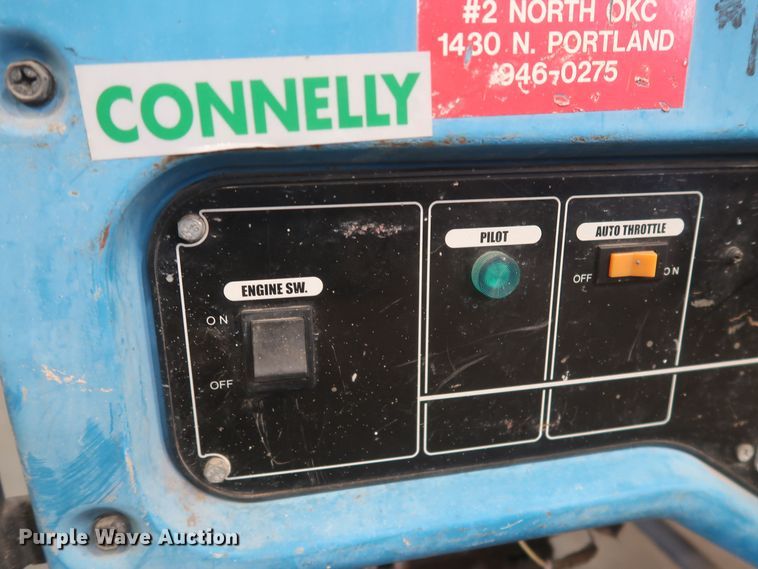 #2 NORTH OKC
1430 N. PORTLAND
946-0275
CONNELLY
ENGINE SW.
ON
OFF
PILOT
AUTO THROTTLE
OFF
ON
Purple Wave Auction